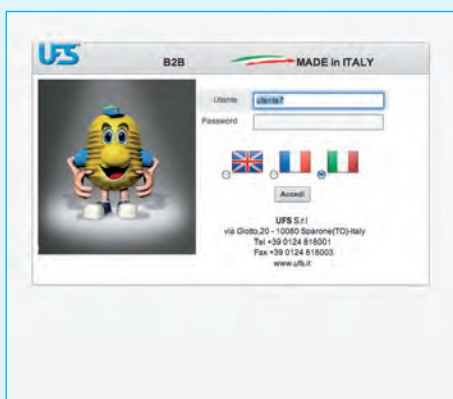 UFS
B2B
MADE in ITALY
Utente utente7
Password
Accedi
UFS S.r.l
via Giotto,20 - 10080 Sparone(TO)-Italy
Tel +39 0124 818001
Fax +39 0124 818003
www.ufs.it